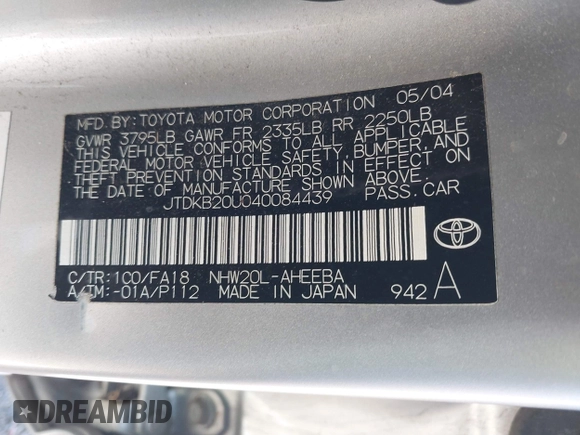 MFD.BY:TOYOTA MOTOR CORPORATION 05/04
GVWR 3795LB GAWR FR 2335LB RR 2250LB
THIS VEHICLE CONFORMS TO ALL APPLICABLE
FEDERAL MOTOR VEHICLE SAFETY,BUMPER,AND
THEFT PREVENTION STANDARDS IN EFFECT ON
THE DATE OF MANUFACTURE SHOWN ABOVE.
JTDKB20U040084439 PASS.CAR
C/TR:1C0/FA18 NHW20L-AHEEBA
A/TM:-01A/P112 MADE IN JAPAN 942 A
DREAMBID